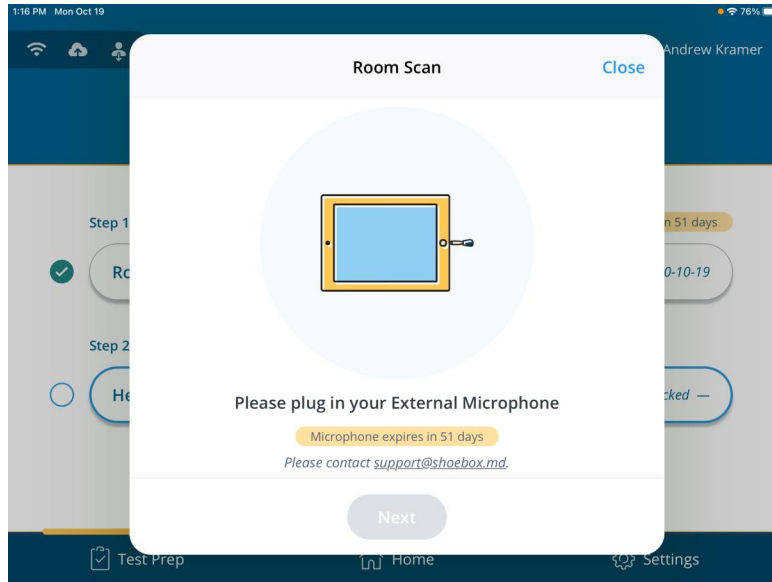 1:16 PM Mon Oct 19
76%
Andrew Kramer
Room Scan
Close
Step 1
n 51 days
Ro
0-10-19
Step 2
He
cked —
Please plug in your External Microphone
Microphone expires in 51 days
Please contact support@shoebox.md.
Next
Test Prep
Home
Settings